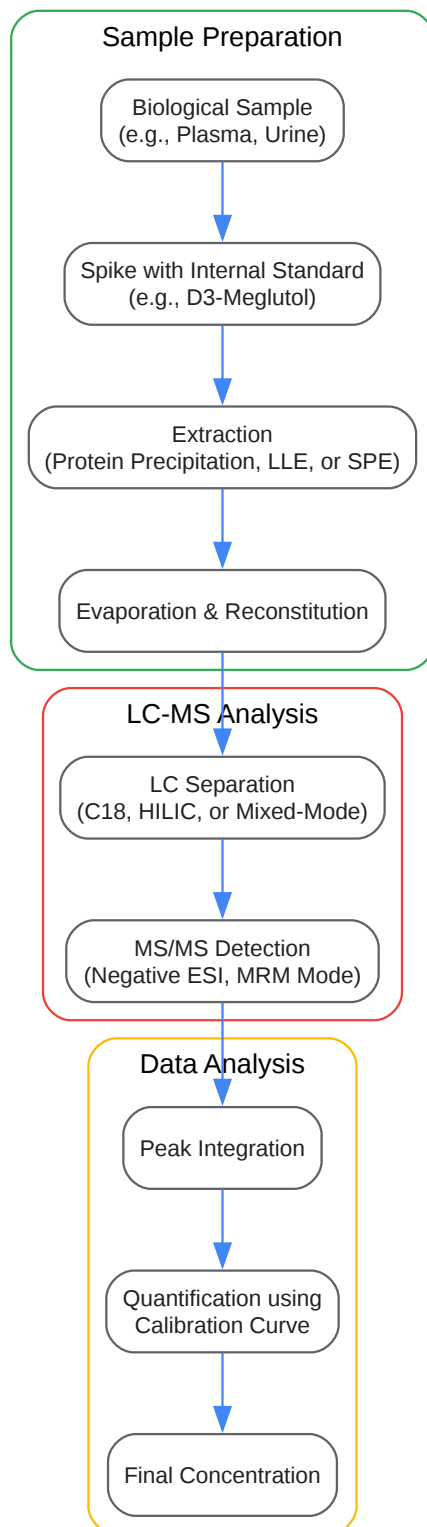 Sample Preparation
Biological Sample
(e.g., Plasma, Urine)
Spike with Internal Standard
(e.g., D3-Meglutol)
Extraction
(Protein Precipitation, LLE, or SPE)
Evaporation & Reconstitution
LC-MS Analysis
LC Separation
(C18, HILIC, or Mixed-Mode)
MS/MS Detection
(Negative ESI, MRM Mode)
Data Analysis
Peak Integration
Quantification using
Calibration Curve
Final Concentration